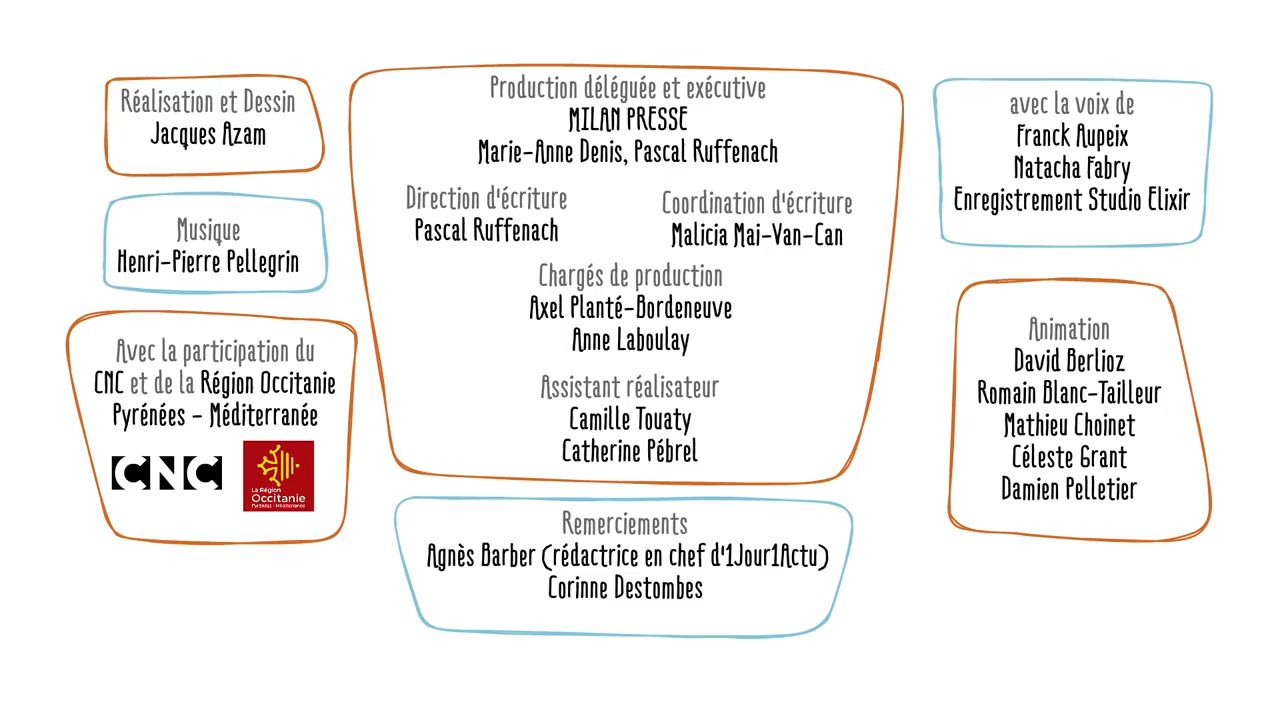 Réalisation et Dessin
Jacques Azam
Musique
Henri-Pierre Pellegrin
Avec la participation du
CNC et de la Région Occitanie
Pyrénées - Méditerranée
CNC
La Région
Occitanie
Pyrénées - Méditerranée
Production déléguée et exécutive
MILAN PRESSE
Marie-Anne Denis, Pascal Ruffenach
Direction d'écriture
Pascal Ruffenach
Coordination d'écriture
Malicia Mai-Van-Can
Chargés de production
Axel Planté-Bordeneuve
Anne Laboulay
Assistant réalisateur
Camille Touaty
Catherine Pébrel
Remerciements
Agnès Barber (rédactrice en chef d'1Jour1Actu)
Corinne Destombes
avec la voix de
Franck Aupeix
Natacha Fabry
Enregistrement Studio Elixir
Animation
David Berlioz
Romain Blanc-Tailleur
Mathieu Choinet
Céleste Grant
Damien Pelletier